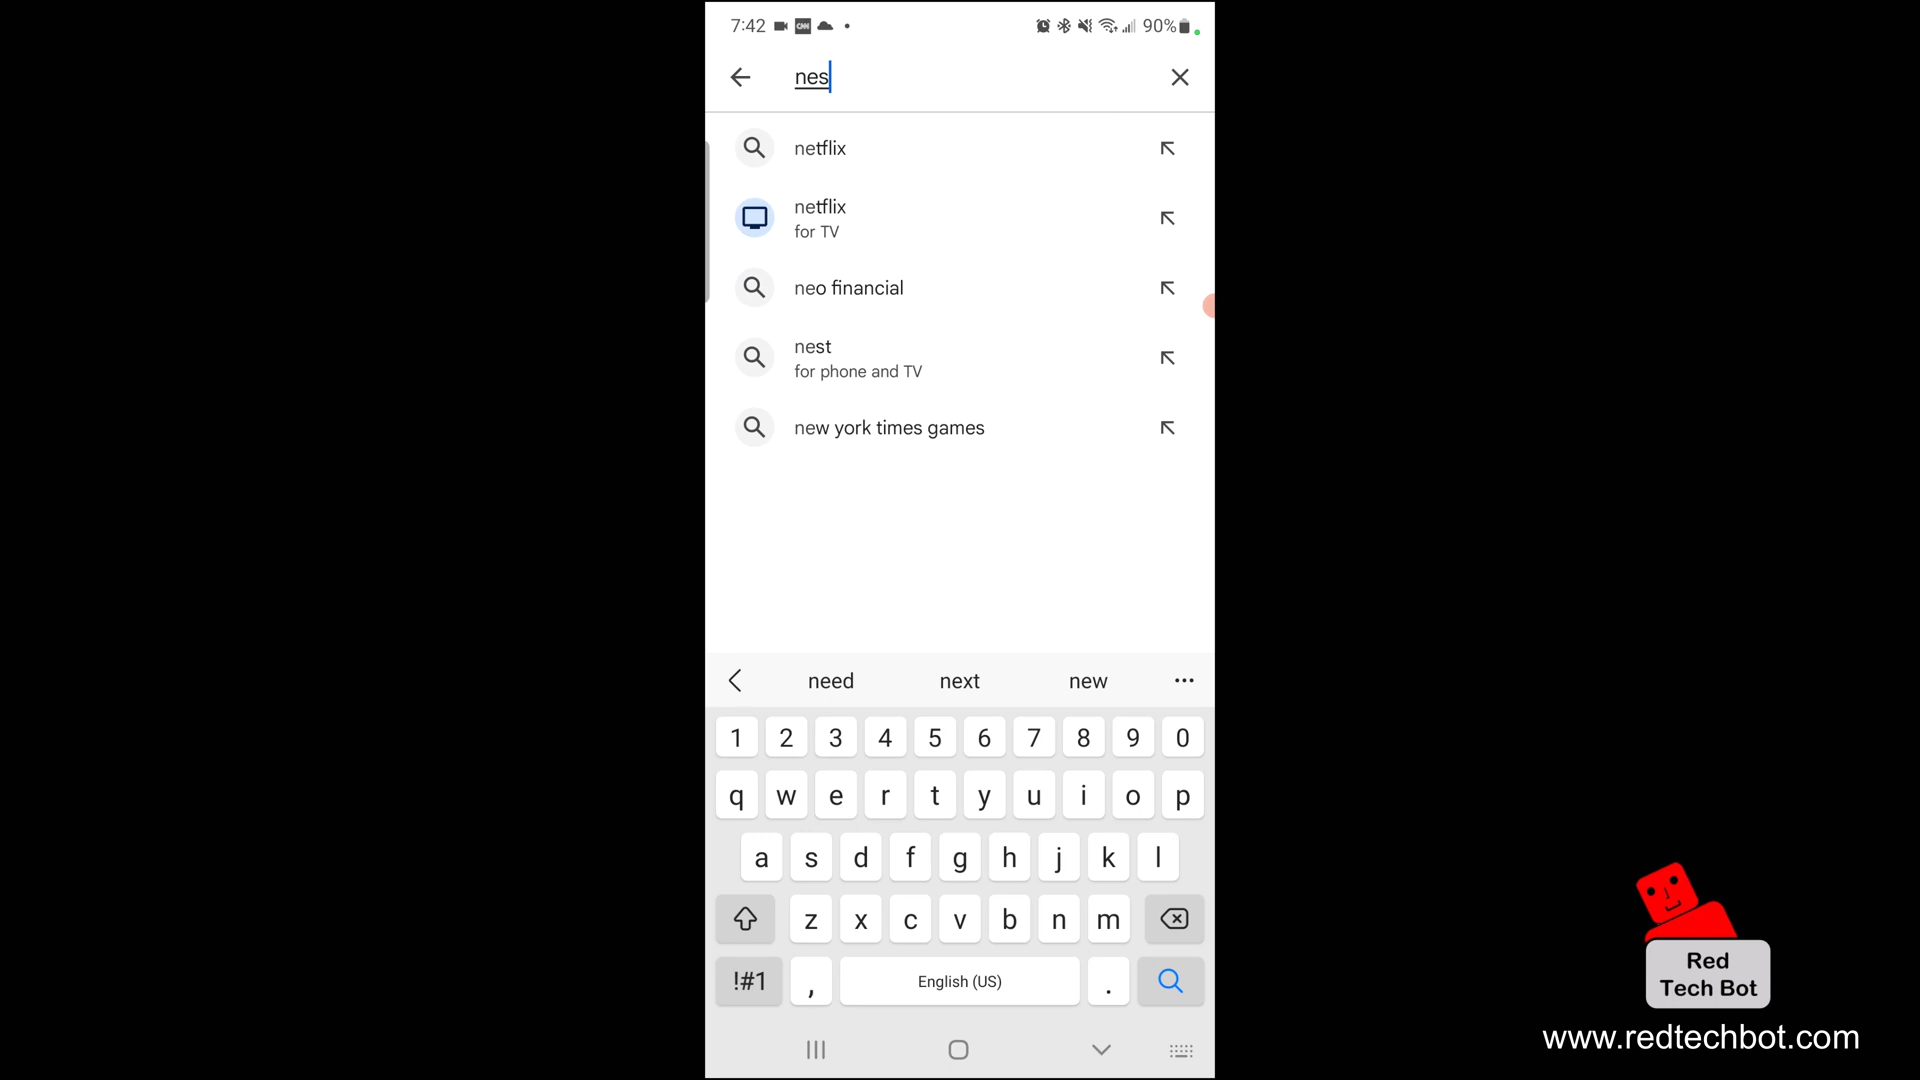 7:42
CNN
90%
nes
netflix
netflix
for TV
neo financial
nest
for phone and TV
new york times games
need next new
1 2 3 4 5 6 7 8 9 0
q w e r t y u i o p
a s d f g h j k l
z x c v b n m
!#1 , English (US) .
Red
Tech Bot
www.redtechbot.com